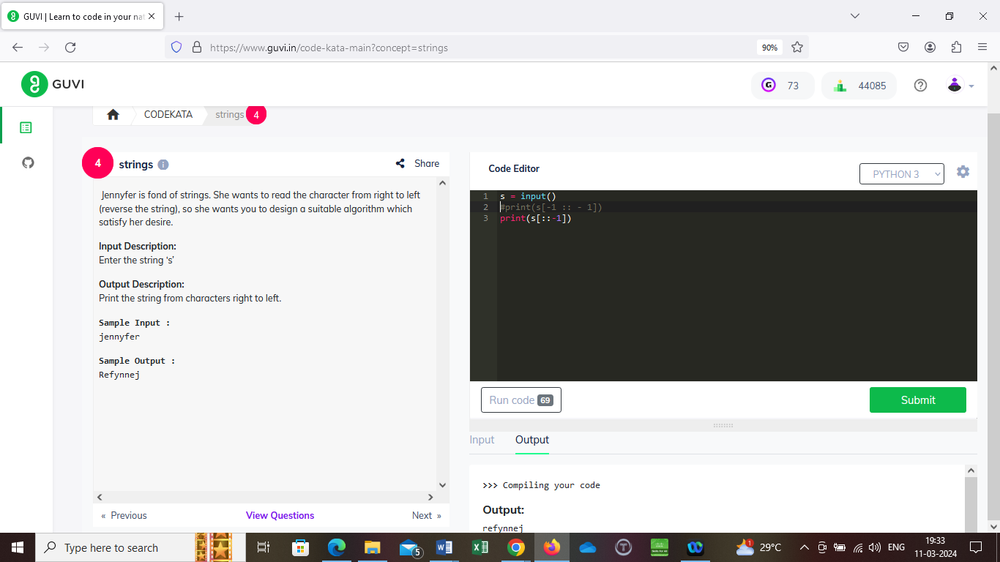 GUVI | Learn to code in your nat
https://www.guvi.in/code-kata-main?concept=strings
90%
GUVI
73
44085
CODEKATA
strings
4
4
strings
Share
Jennyfer is fond of strings. She wants to read the character from right to left
(reverse the string), so she wants you to design a suitable algorithm which
satisfy her desire.
Input Description:
Enter the string ‘s’
Output Description:
Print the string from characters right to left.
Sample Input :
jennyfer
Sample Output :
Refynnej
« Previous
View Questions
Next »
Code Editor
PYTHON 3
1 s = input()
2 #print(s[-1 :: - 1])
3 print(s[::-1])
Run code 69
Submit
Input
Output
>>> Compiling your code
Output:
refynnej
Type here to search
5
1
29°C
ENG
19:33
11-03-2024